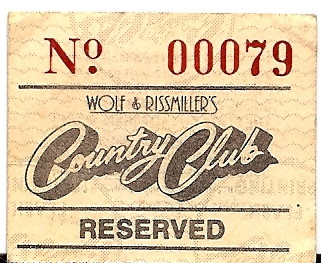 No. 00079
WOLF & RISSMILLER'S
Country Club
RESERVED